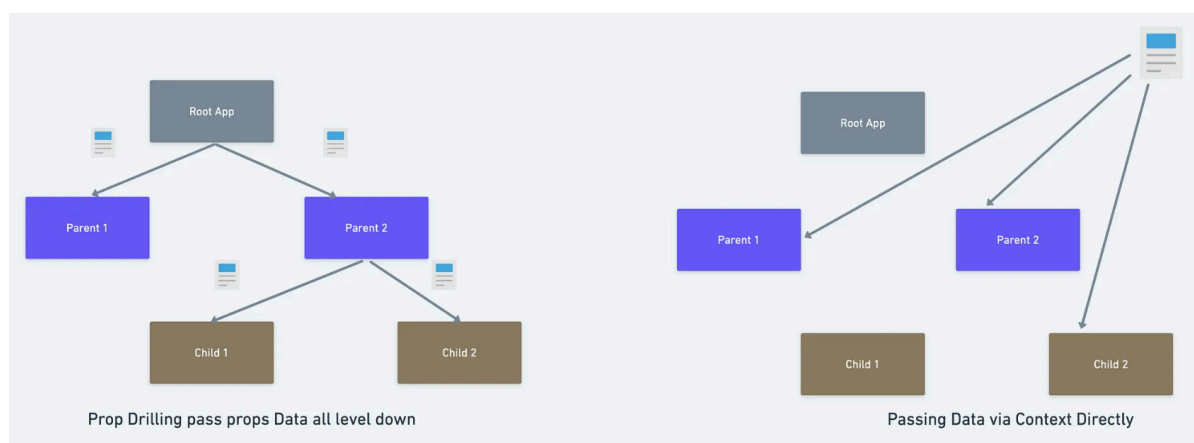 Root App
Parent 1
Parent 2
Child 1
Child 2
Prop Drilling pass props Data all level down
Root App
Parent 1
Parent 2
Child 1
Child 2
Passing Data via Context Directly